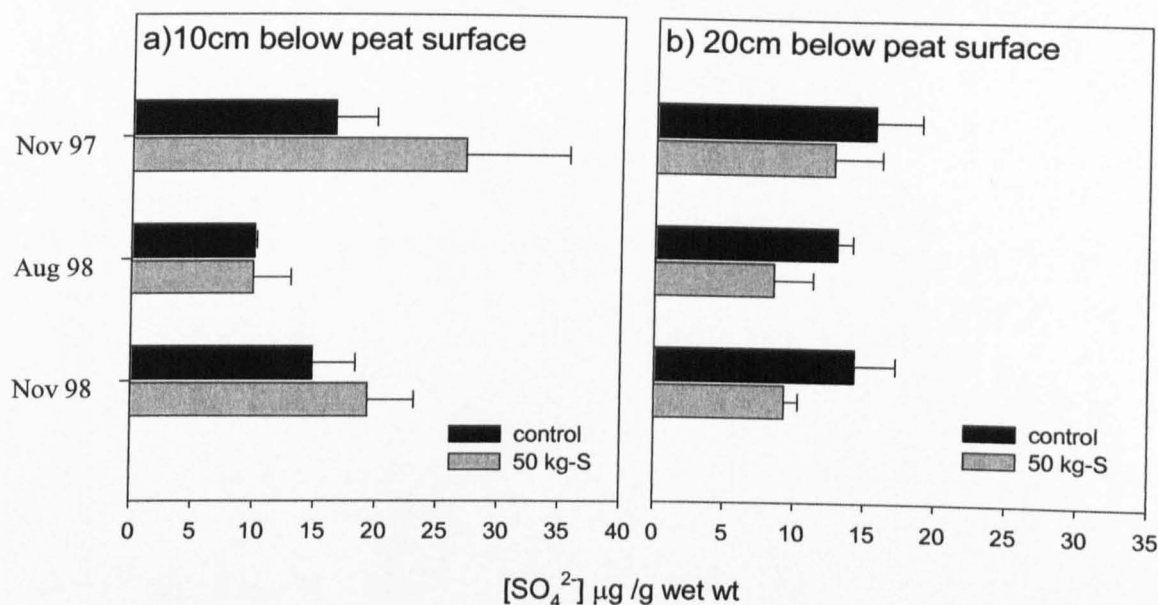 a)10cm below peat surface
b) 20cm below peat surface
Nov 97
Aug 98
Nov 98
control
50 kg-S
control
50 kg-S
0 5 10 15 20 25 30 35 40
0 5 10 15 20 25 30 35
[SO₄²⁻] µg /g wet wt